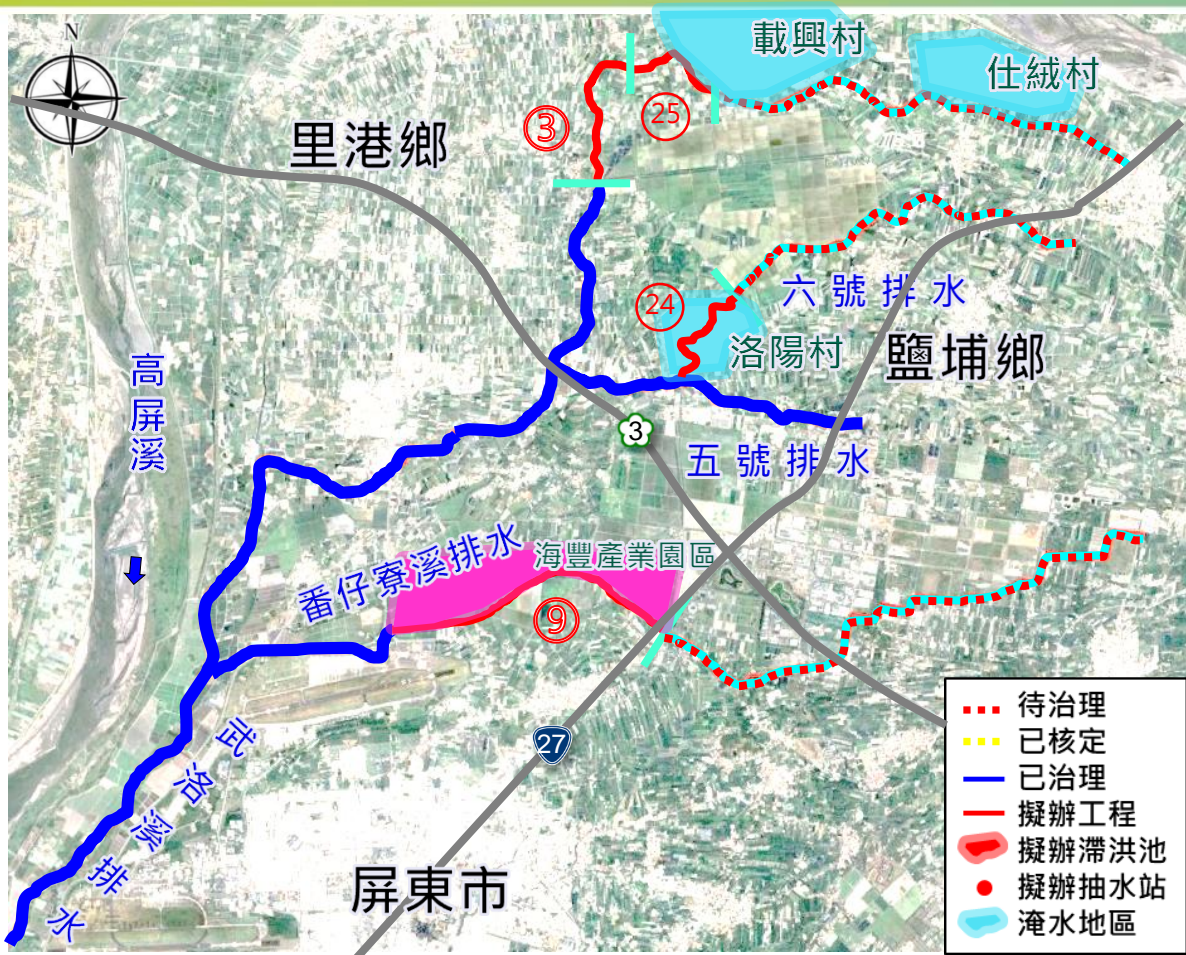 N
載興村
仕絨村
里港鄉
③
㉕
㉔
六號排水
洛陽村
鹽埔鄉
高屏溪
3
五號排水
番仔寮溪排水
海豐產業園區
⑨
武洛溪排水
27
屏東市
待治理
已核定
已治理
擬辦工程
擬辦滯洪池
擬辦抽水站
淹水地區